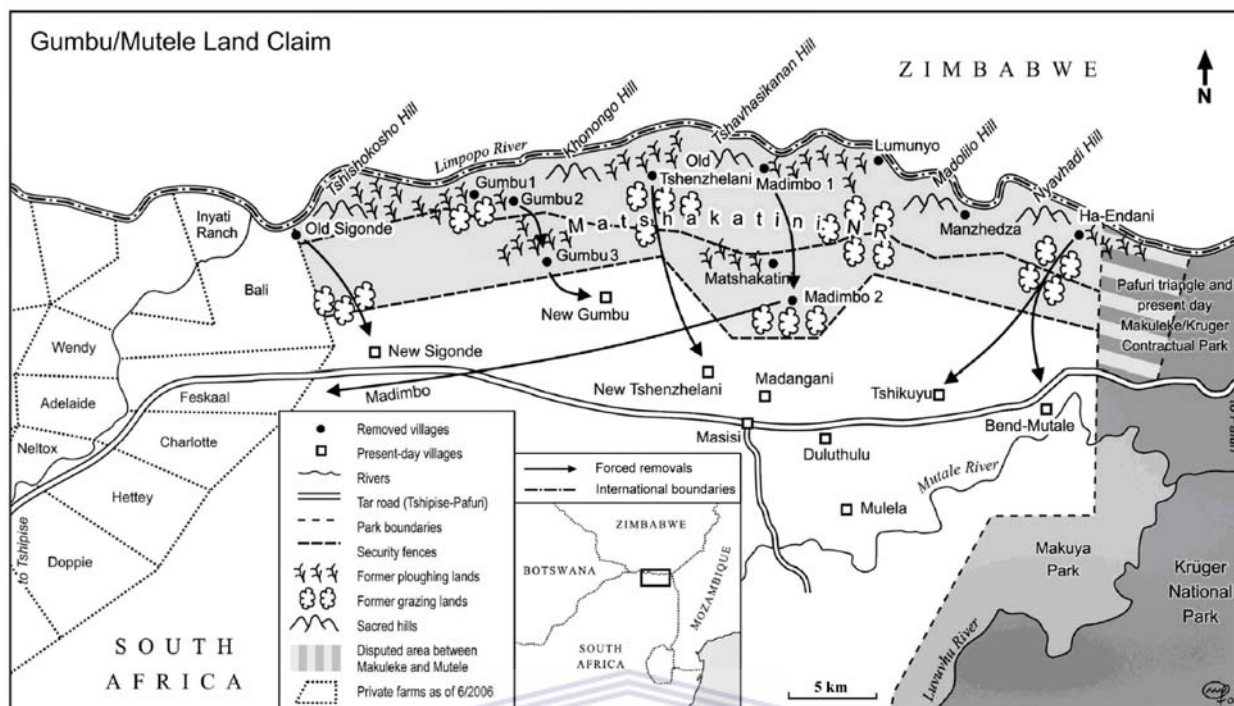 Gumbu/Mutele Land Claim
ZIMBABWE
N
Tshishokosho Hill
Limpopo River
Khonongo Hill
Tshavhasikanan Hill
Lumunyo
Madolilo Hill
Nyavhadi Hill
Inyati
Ranch
Old Sigonde
Gumbu 1
Gumbu 2
Old
Tshenzhelani
Madimbo 1
Matshakatini NR
Manzhedza
Ha-Endani
Bali
Gumbu 3
Matshakatini
Madimbo 2
New Gumbu
Pafuri triangle and
present day
Makuleke/Kruger
Contractual Park
Wendy
New Sigonde
New Tshenzhelani
Madangani
Tshikuyu
Adelaide
Feskaal
Madimbo
Bend-Mutale
Neltox
Charlotte
Masisi
Duluthulu
Hettey
Mutale River
Mulela
Doppie
to Tshipise
Makuya
Park
Krüger
National
Park
Luvuvhu River
SOUTH
AFRICA
Removed villages
Present-day villages
Rivers
Tar road (Tshipise-Pafuri)
Park boundaries
Security fences
Former ploughing lands
Former grazing lands
Sacred hills
Disputed area between
Makuleke and Mutele
Private farms as of 6/2006
Forced removals
International boundaries
ZIMBABWE
BOTSWANA
MOZAMBIQUE
SOUTH
AFRICA
5 km